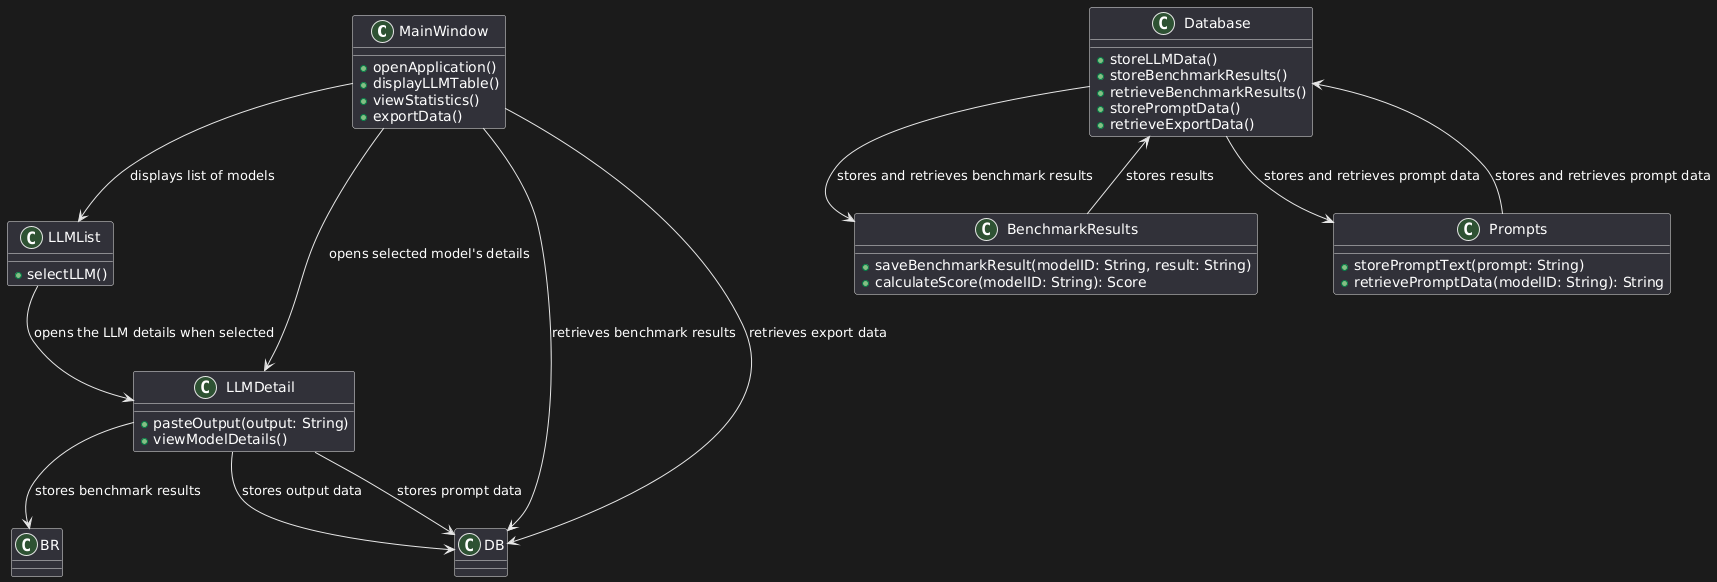 C MainWindow
openApplication()
displayLLMTable()
viewStatistics()
exportData()
C Database
storeLLMData()
storeBenchmarkResults()
retrieveBenchmarkResults()
storePromptData()
retrieveExportData()
displays list of models
stores and retrieves benchmark results
stores results
stores and retrieves prompt data
stores and retrieves prompt data
C LLMList
selectLLM()
opens selected model's details
C BenchmarkResults
saveBenchmarkResult(modelID: String, result: String)
calculateScore(modelID: String): Score
C Prompts
storePromptText(prompt: String)
retrievePromptData(modelID: String): String
opens the LLM details when selected
retrieves benchmark results
retrieves export data
C LLMDetail
pasteOutput(output: String)
viewModelDetails()
stores benchmark results
stores output data
stores prompt data
C BR
C DB